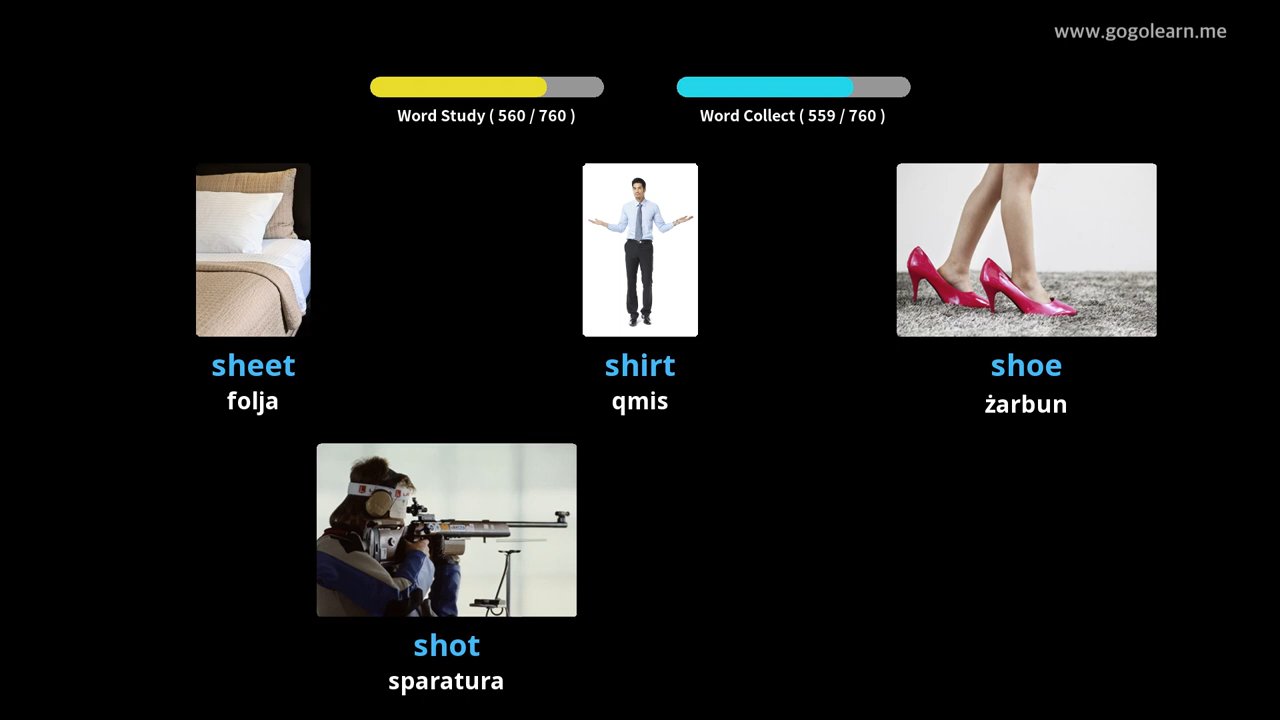 www.gogolearn.me
Word Study ( 560 / 760 )
Word Collect ( 559 / 760 )
sheet
folja
shirt
qmis
shoe
żarbun
shot
sparatura